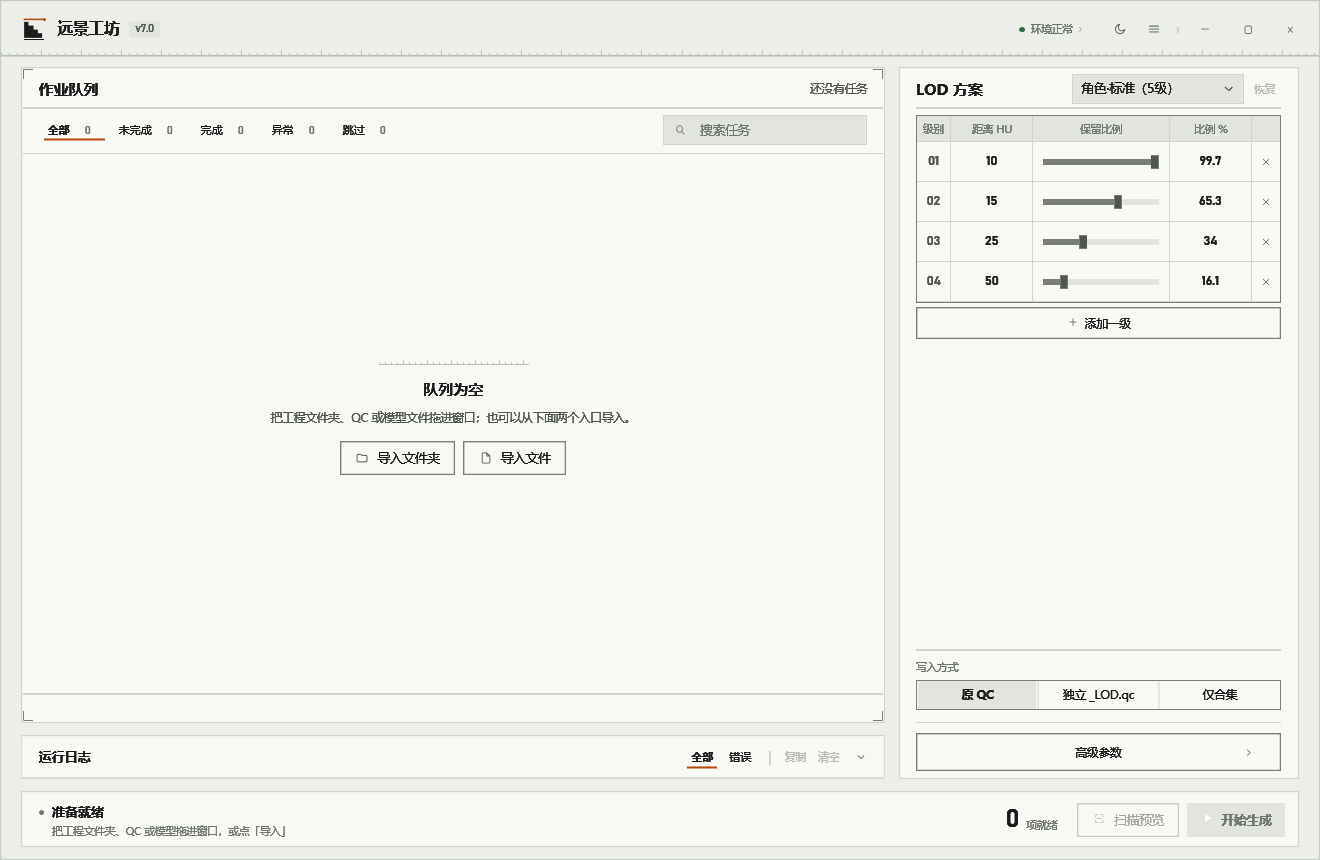 远景工坊 v7.0
环境正常
作业队列
还没有任务
全部 0 未完成 0 完成 0 异常 0 跳过 0
搜索任务
队列为空
把工程文件夹、QC 或模型文件拖进窗口；也可以从下面两个入口导入。
导入文件夹 导入文件
运行日志
全部 错误 复制 清空
LOD 方案
角色·标准（5级）
恢复
级别 距离 HU 保留比例 比例 %
01 10 99.7
02 15 65.3
03 25 34
04 50 16.1
+ 添加一级
写入方式
原 QC 独立 _LOD.qc 仅合集
高级参数
准备就绪
把工程文件夹、QC 或模型拖进窗口，或点「导入」
0 项就绪
扫描预览 开始生成